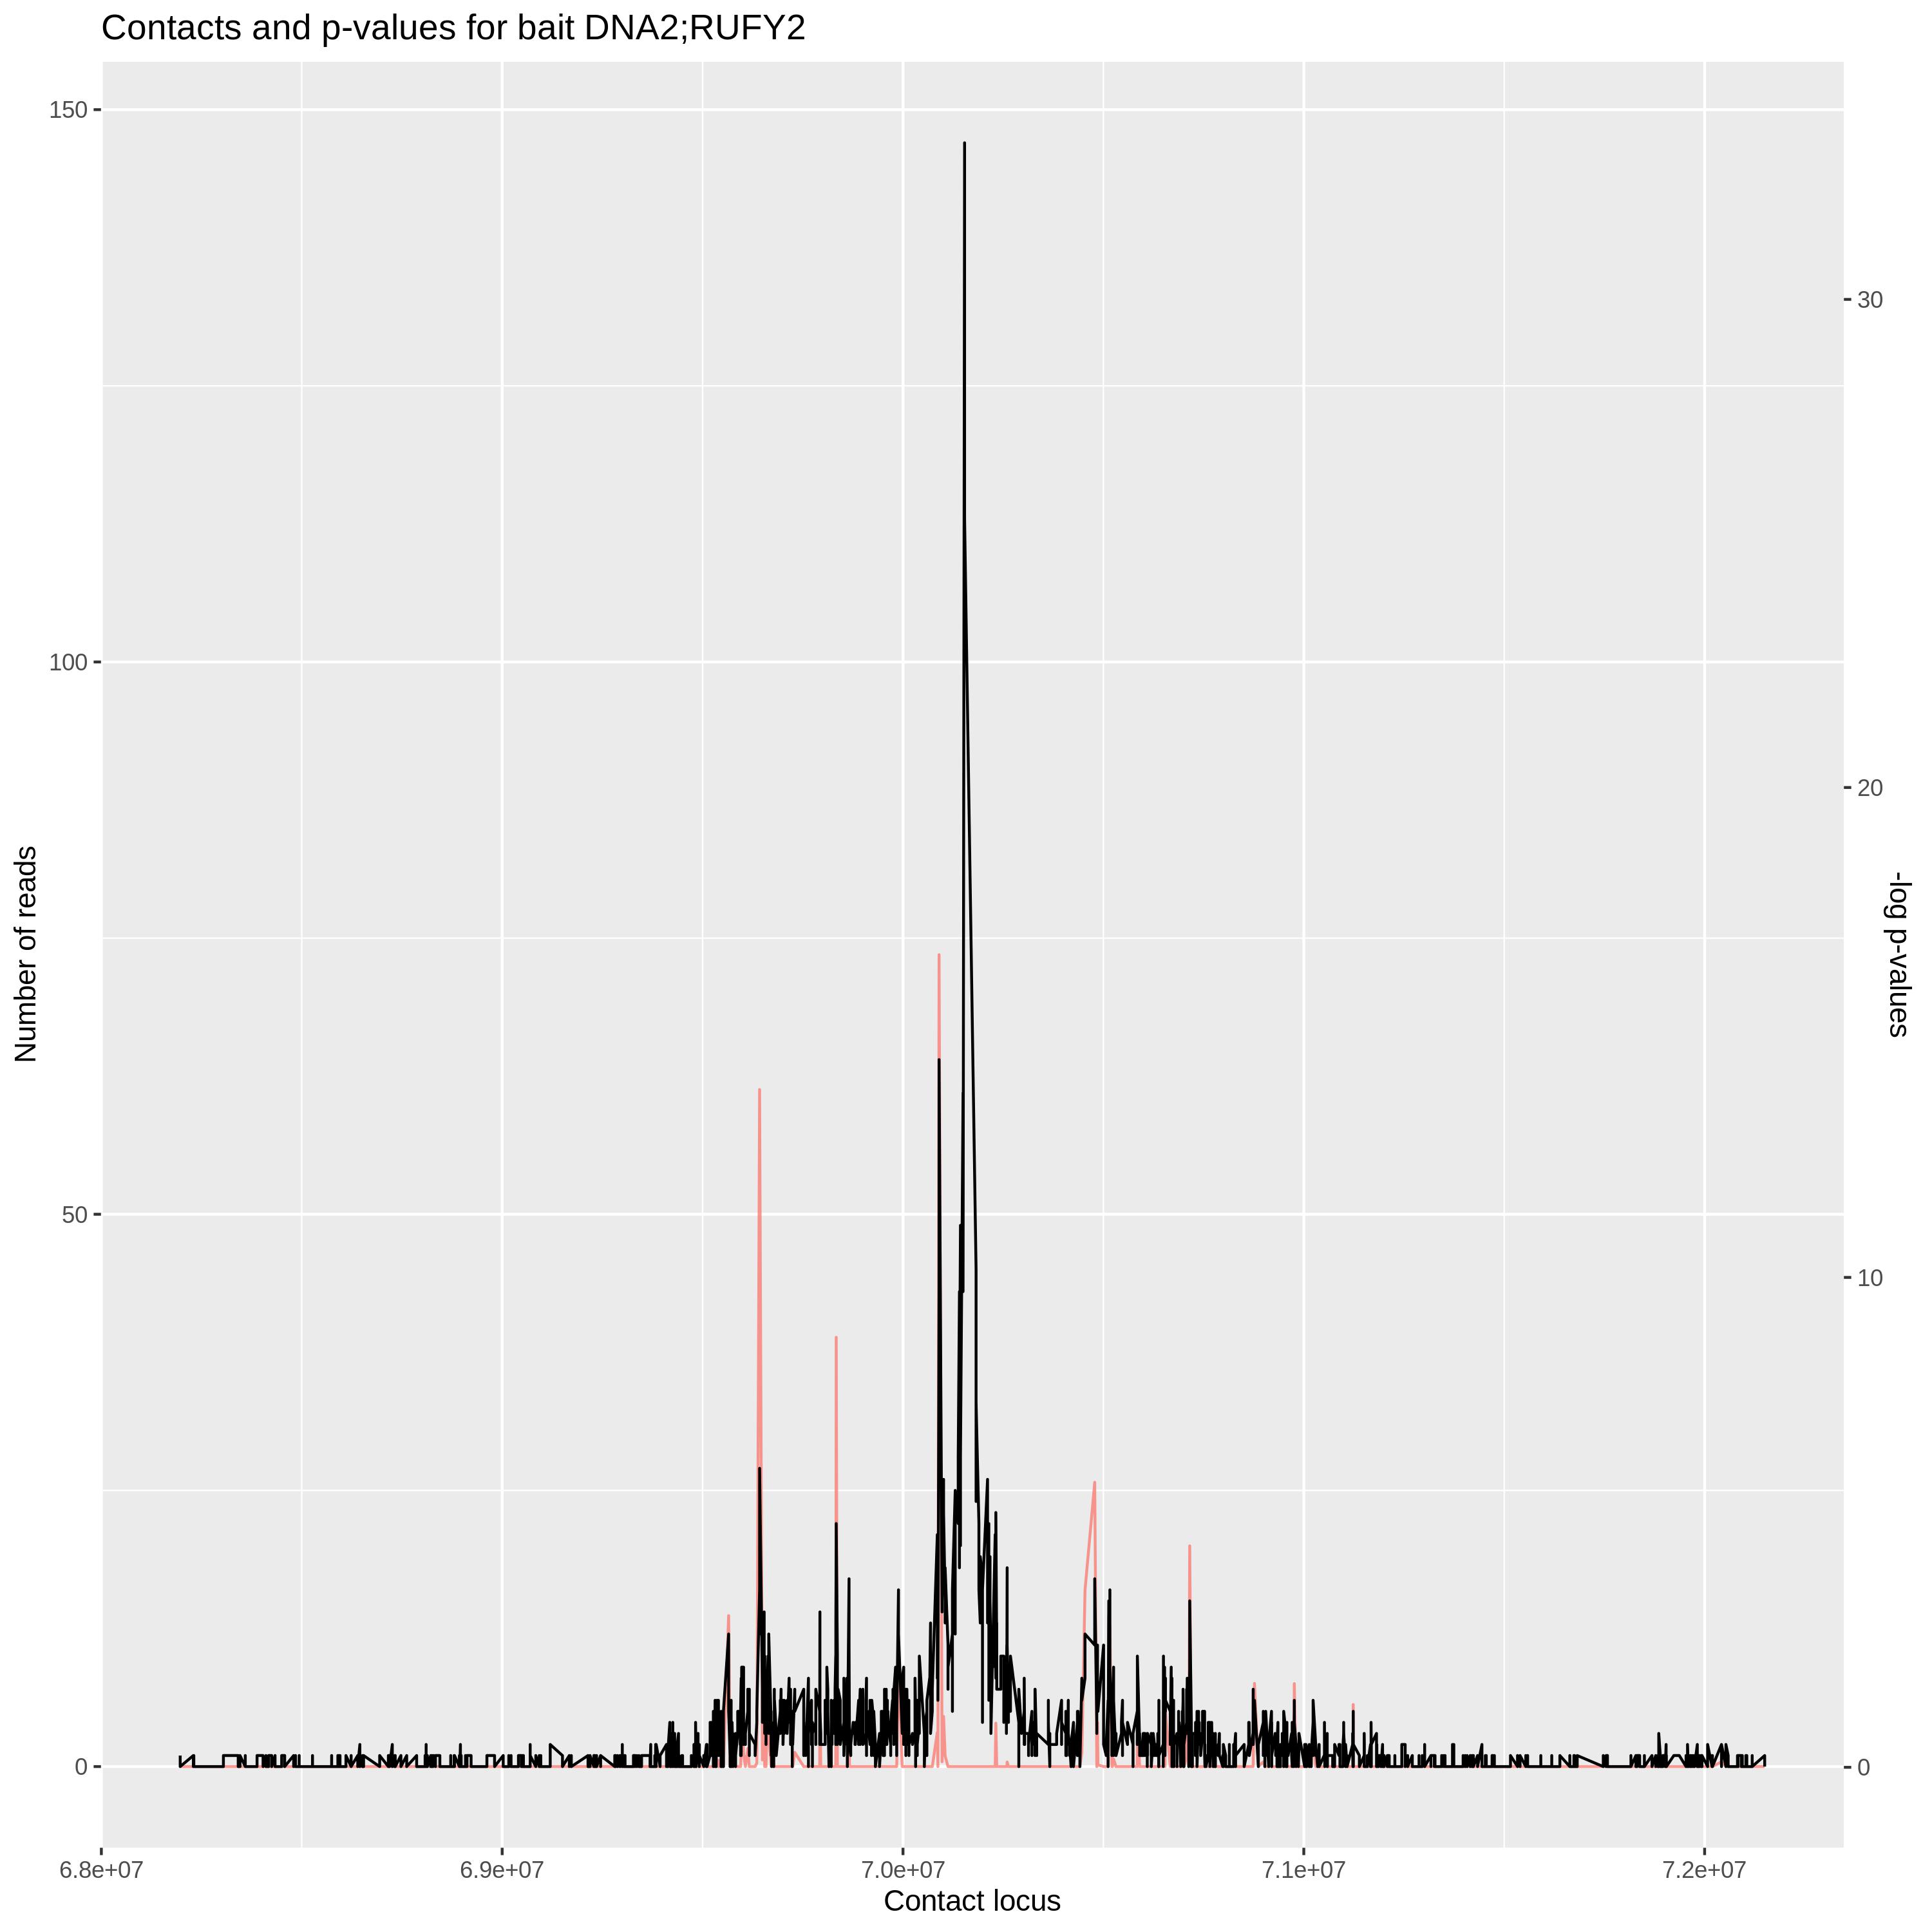 Contacts and p-values for bait DNA2;RUFY2
150
100
50
0
Number of reads
30
20
10
0
-log p-values
6.8e+07 6.9e+07 7.0e+07 7.1e+07 7.2e+07
Contact locus